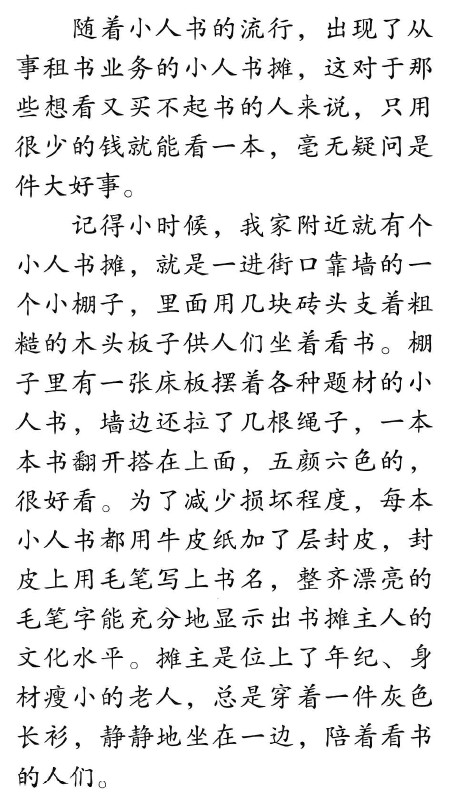 随着小人书的流行，出现了从
事租书业务的小人书摊，这对于那
些想看又买不起书的人来说，只用
很少的钱就能看一本，毫无疑问是
件大好事。
记得小时候，我家附近就有个
小人书摊，就是一进街口靠墙的一
个小棚子，里面用几块砖头支着粗
糙的木头板子供人们坐着看书。棚
子里有一张床板摆着各种题材的小
人书，墙边还拉了几根绳子，一本
本书翻开搭在上面，五颜六色的，
很好看。为了减少损坏程度，每本
小人书都用牛皮纸加了层封皮，封
皮上用毛笔写上书名，整齐漂亮的
毛笔字能充分地显示出书摊主人的
文化水平。摊主是位上了年纪、身
材瘦小的老人，总是穿着一件灰色
长衫，静静地坐在一边，陪着看书
的人们。